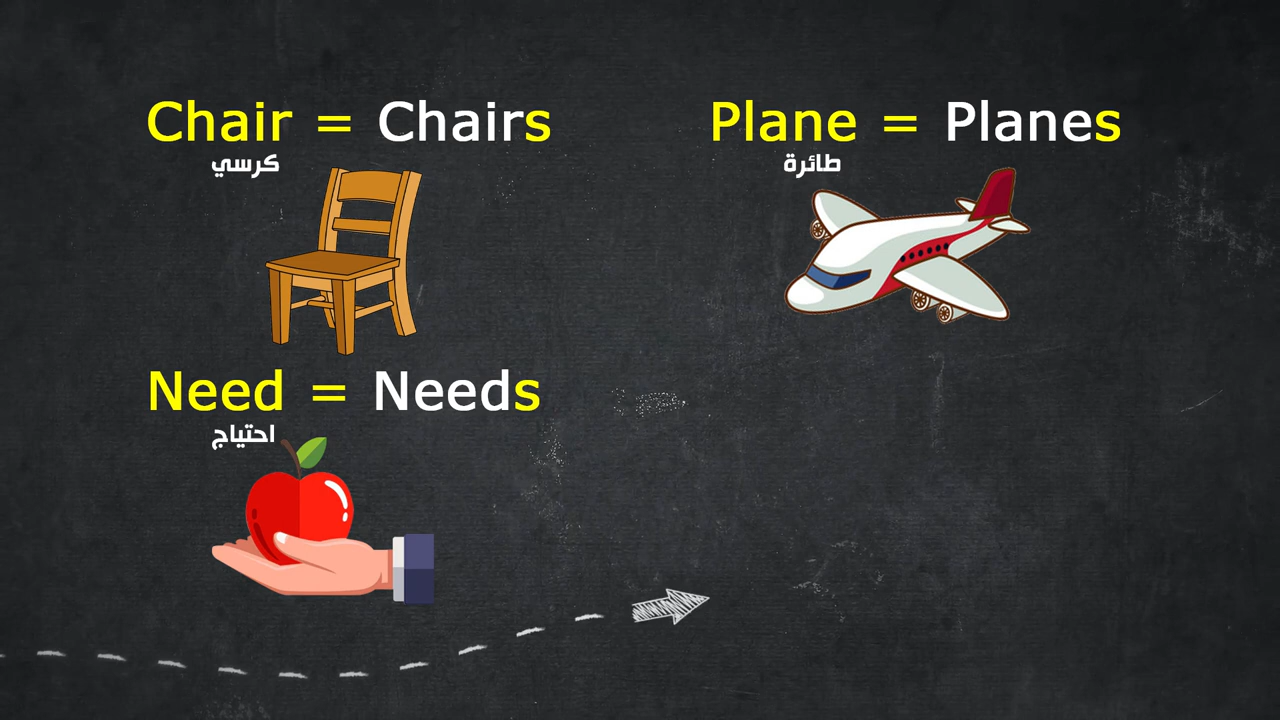 Chair = Chairs
كرسي
Plane = Planes
طائرة
Need = Needs
احتياج